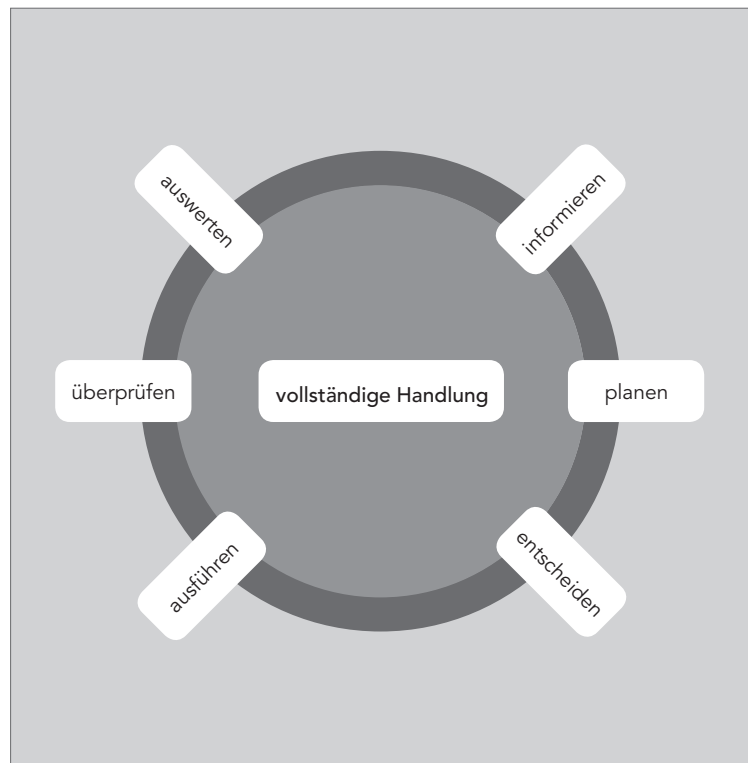 auswerten
informieren
überprüfen
vollständige Handlung
planen
ausführen
entscheiden